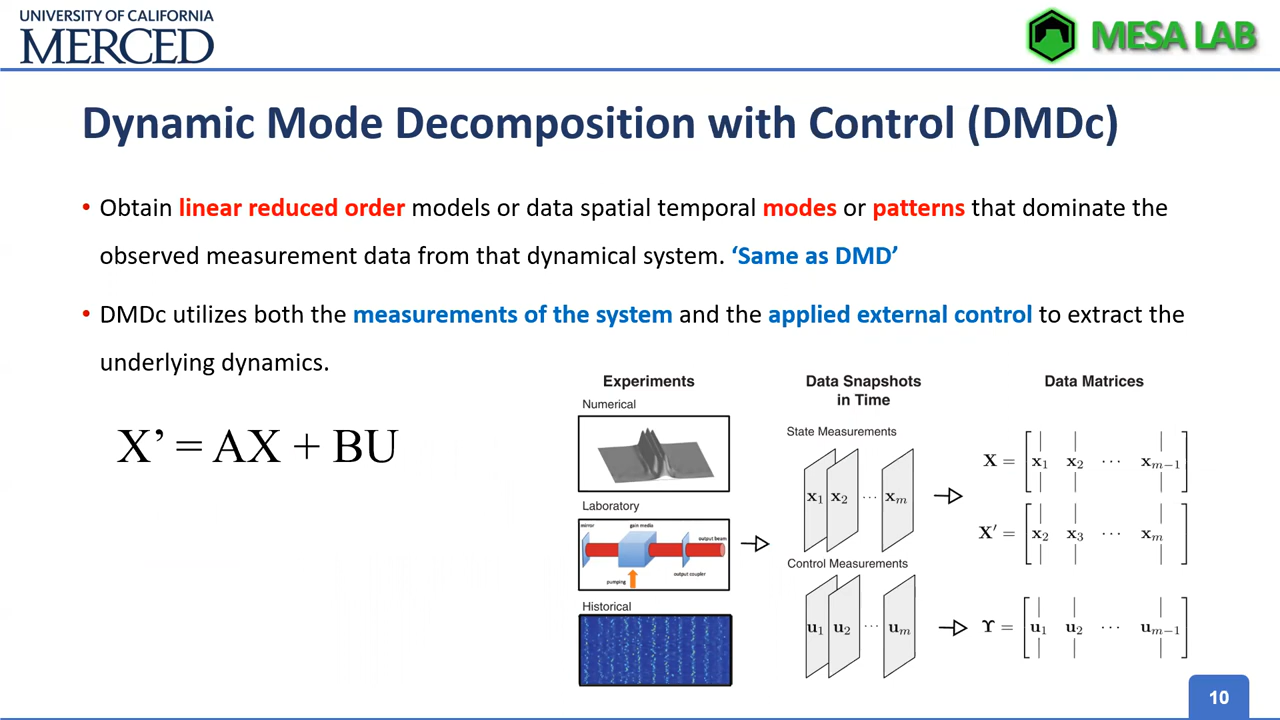 UNIVERSITY OF CALIFORNIA
MERCED
MESA LAB
Dynamic Mode Decomposition with Control (DMDc)
• Obtain linear reduced order models or data spatial temporal modes or patterns that dominate the
observed measurement data from that dynamical system. ‘Same as DMD’
• DMDc utilizes both the measurements of the system and the applied external control to extract the
underlying dynamics.
X’ = AX + BU
Experiments
Numerical
Laboratory
mirror
gain media
output beam
output coupler
pumping
Historical
Data Snapshots
in Time
State Measurements
x₁ x₂ ⋯ xₘ
Control Measurements
u₁ u₂ ⋯ uₘ
Data Matrices
X = [x₁ x₂ ⋯ xₘ₋₁]
X′ = [x₂ x₃ ⋯ xₘ]
ϒ = [u₁ u₂ ⋯ uₘ₋₁]
10